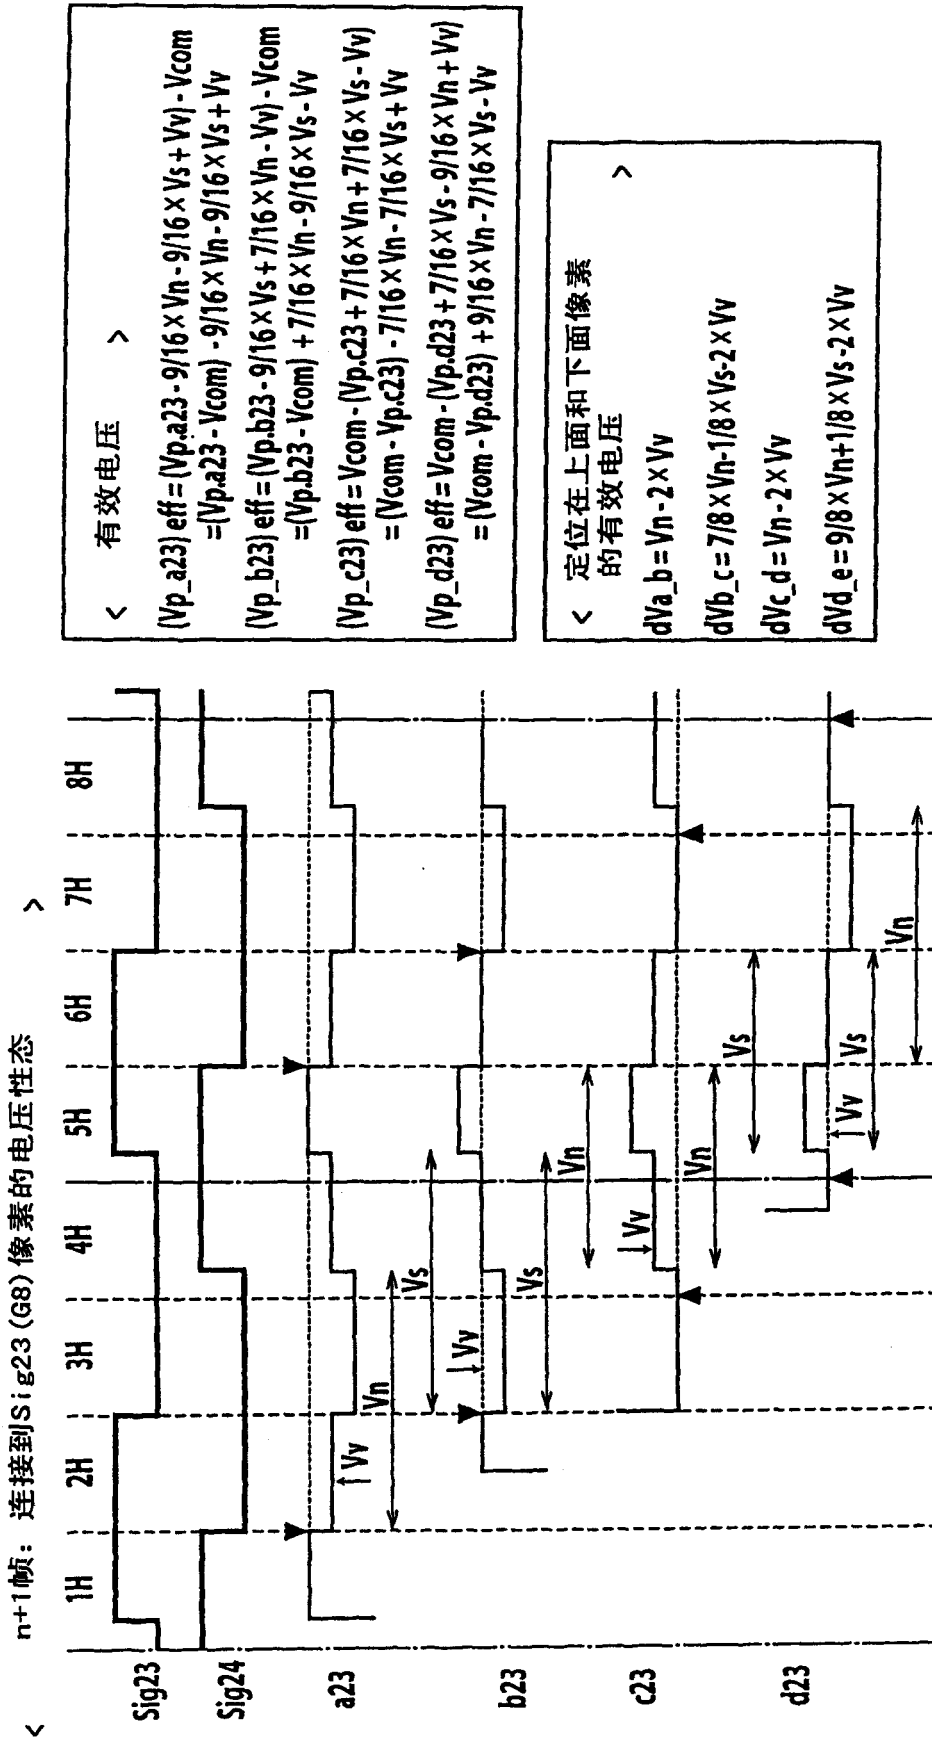 < n+1帧：连接到Sig23(G8)像素的电压性态 >
1H 2H 3H 4H 5H 6H 7H 8H
Sig23
Sig24
a23
Vv
Vn
Vs
b23
Vv
Vs
c23
Vv
Vn
Vn
Vs
d23
Vv
Vs
Vn
< 有效电压 >
(Vp_a23) eff = (Vp.a23 - 9/16×Vn - 9/16×Vs + Vv) - Vcom
=(Vp.a23 - Vcom) - 9/16×Vn - 9/16×Vs + Vv
(Vp_b23) eff = (Vp.b23 - 9/16×Vs + 7/16×Vn - Vv) - Vcom
=(Vp.b23 - Vcom) + 7/16×Vn - 9/16×Vs - Vv
(Vp_c23) eff = Vcom - (Vp.c23 + 7/16×Vn + 7/16×Vs - Vv)
= (Vcom - Vp.c23) - 7/16×Vn - 7/16×Vs + Vv
(Vp_d23) eff = Vcom - (Vp.d23 + 7/16×Vs - 9/16×Vn + Vv)
= (Vcom - Vp.d23) + 9/16×Vn - 7/16×Vs - Vv
< 定位在上面和下面像素 >
的有效电压
dVa_b = Vn - 2×Vv
dVb_c = 7/8×Vn-1/8×Vs-2×Vv
dVc_d = Vn - 2×Vv
dVd_e = 9/8×Vn+1/8×Vs-2×Vv